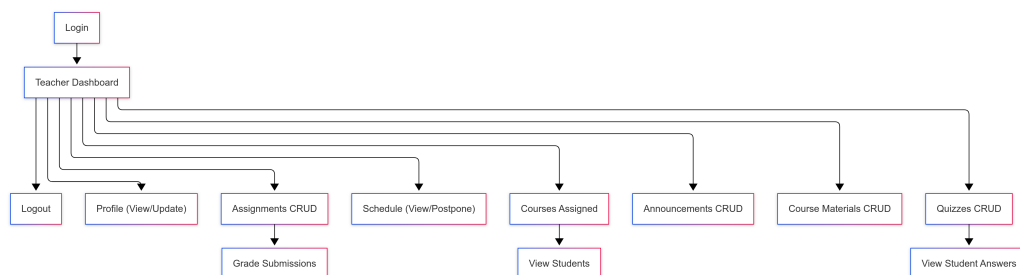 Login
Teacher Dashboard
Logout
Profile (View/Update)
Assignments CRUD
Schedule (View/Postpone)
Courses Assigned
Announcements CRUD
Course Materials CRUD
Quizzes CRUD
Grade Submissions
View Students
View Student Answers